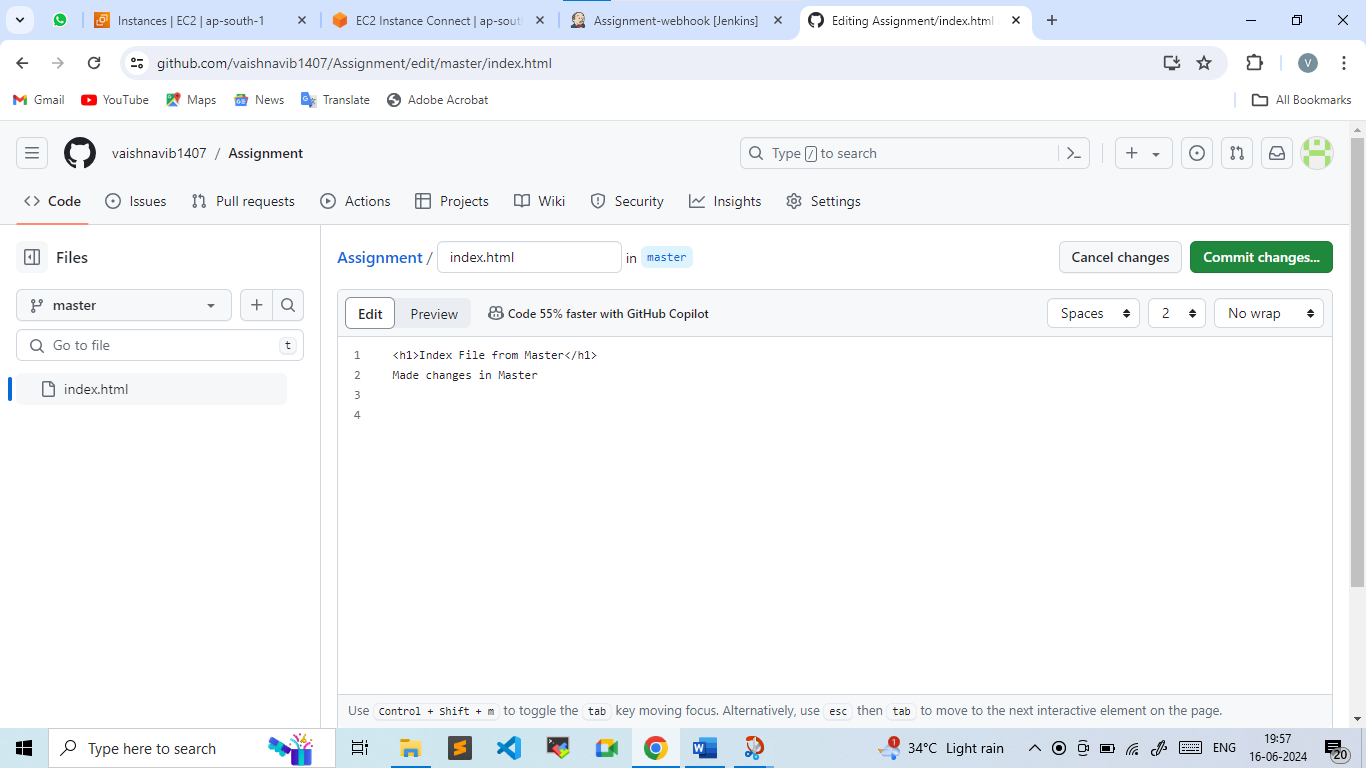 Instances | EC2 | ap-south-1
EC2 Instance Connect | ap-sout
Assignment-webhook [Jenkins]
Editing Assignment/index.html
github.com/vaishnavib1407/Assignment/edit/master/index.html
V
Gmail
YouTube
Maps
News
Translate
Adobe Acrobat
All Bookmarks
vaishnavib1407 / Assignment
Type / to search
Code
Issues
Pull requests
Actions
Projects
Wiki
Security
Insights
Settings
Files
Assignment / index.html in master
Cancel changes
Commit changes...
master
Go to file
t
index.html
Edit
Preview
Code 55% faster with GitHub Copilot
Spaces
2
No wrap
1 <h1>Index File from Master</h1>
2 Made changes in Master
3
4
Use Control + Shift + m to toggle the tab key moving focus. Alternatively, use esc then tab to move to the next interactive element on the page.
Type here to search
1
34°C Light rain
ENG
19:57
16-06-2024
20